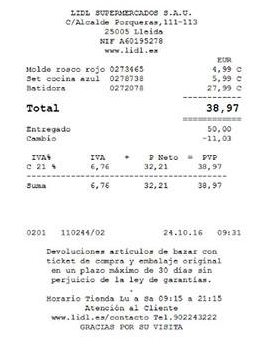 LIDL SUPERMERCADOS S.A.U.
C/Alcalde Porqueras,111-113
25005 Lleida
NIF A60195278
www.lidl.es
EUR
Molde rosco rojo 0273465 4,99 C
Set cocina azul 0278738 5,99 C
Batidora 0272078 27,99 C
Total 38,97
Entregado 50,00
Cambio -11,03
IVA% IVA + P Neto = PVP
C 21 % 6,76 32,21 38,97
Suma 6,76 32,21 38,97
0201 110244/02 24.10.16 09:31
Devoluciones artículos de bazar con
ticket de compra y embalaje original
en un plazo máximo de 30 días sin
perjuicio de la ley de garantías.
.
Horario Tienda Lu a Sa 09:15 a 21:15
Atención al Cliente
www.lidl.es/contacto Tel.902243222
GRACIAS POR SU VISITA